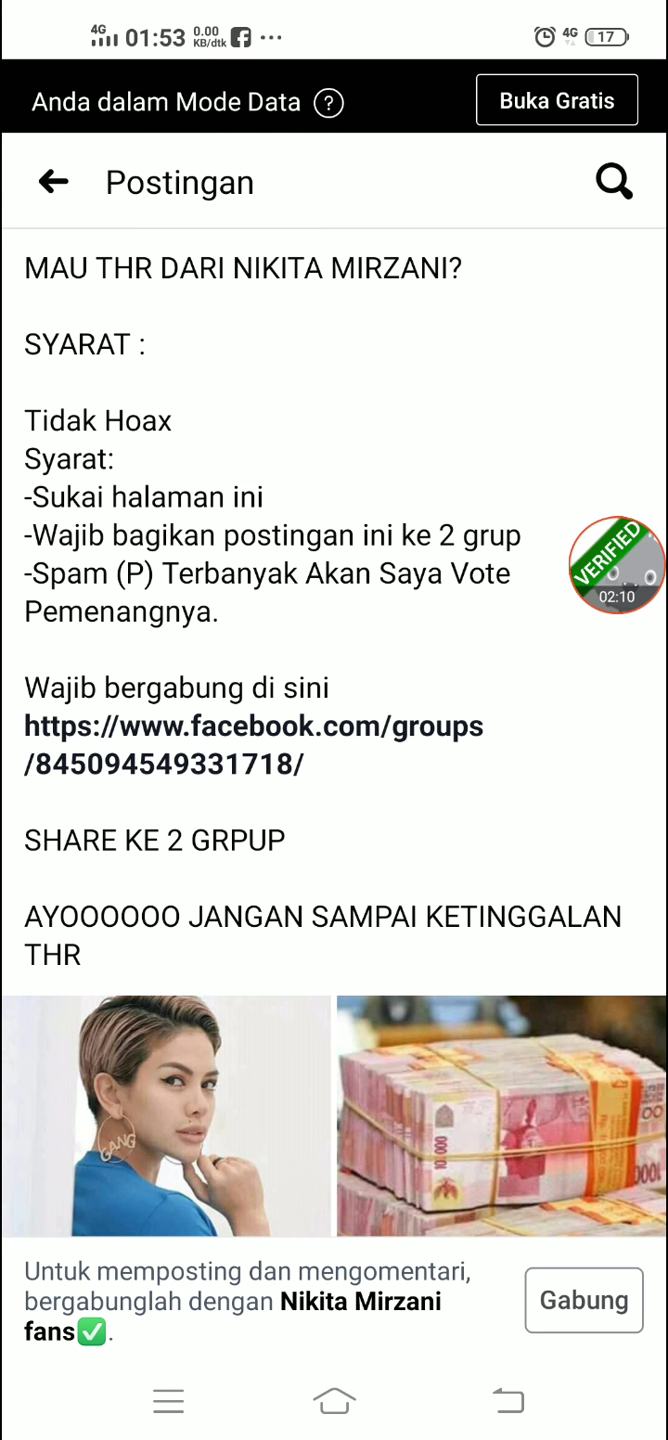 4G 01:53 0.00 KB/dtk ... 4G 17
Anda dalam Mode Data ? Buka Gratis
Postingan
MAU THR DARI NIKITA MIRZANI?
SYARAT :
Tidak Hoax
Syarat:
-Sukai halaman ini
-Wajib bagikan postingan ini ke 2 grup
-Spam (P) Terbanyak Akan Saya Vote
Pemenangnya.
VERIFIED
02:10
Wajib bergabung di sini
https://www.facebook.com/groups
/845094549331718/
SHARE KE 2 GRPUP
AYOOOOOO JANGAN SAMPAI KETINGGALAN
THR
GANG
Untuk memposting dan mengomentari,
bergabunglah dengan Nikita Mirzani
fans✅.
Gabung